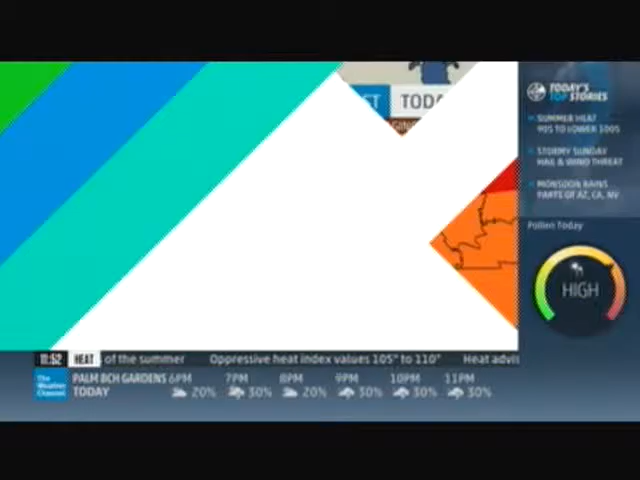 TODAY'S
TOP STORIES
SUMMER HEAT
90S TO LOWER 100S
STORMY SUNDAY
HAIL & WIND THREAT
MONSOON RAINS
PARTS OF AZ, CA, NV
Pollen Today
HIGH
11:52 HEAT of the summer Oppressive heat index values 105° to 110° Heat advis
The Weather Channel
PALM BCH GARDENS 6PM 7PM 8PM 9PM 10PM 11PM
TODAY 20% 30% 20% 30% 30% 30%